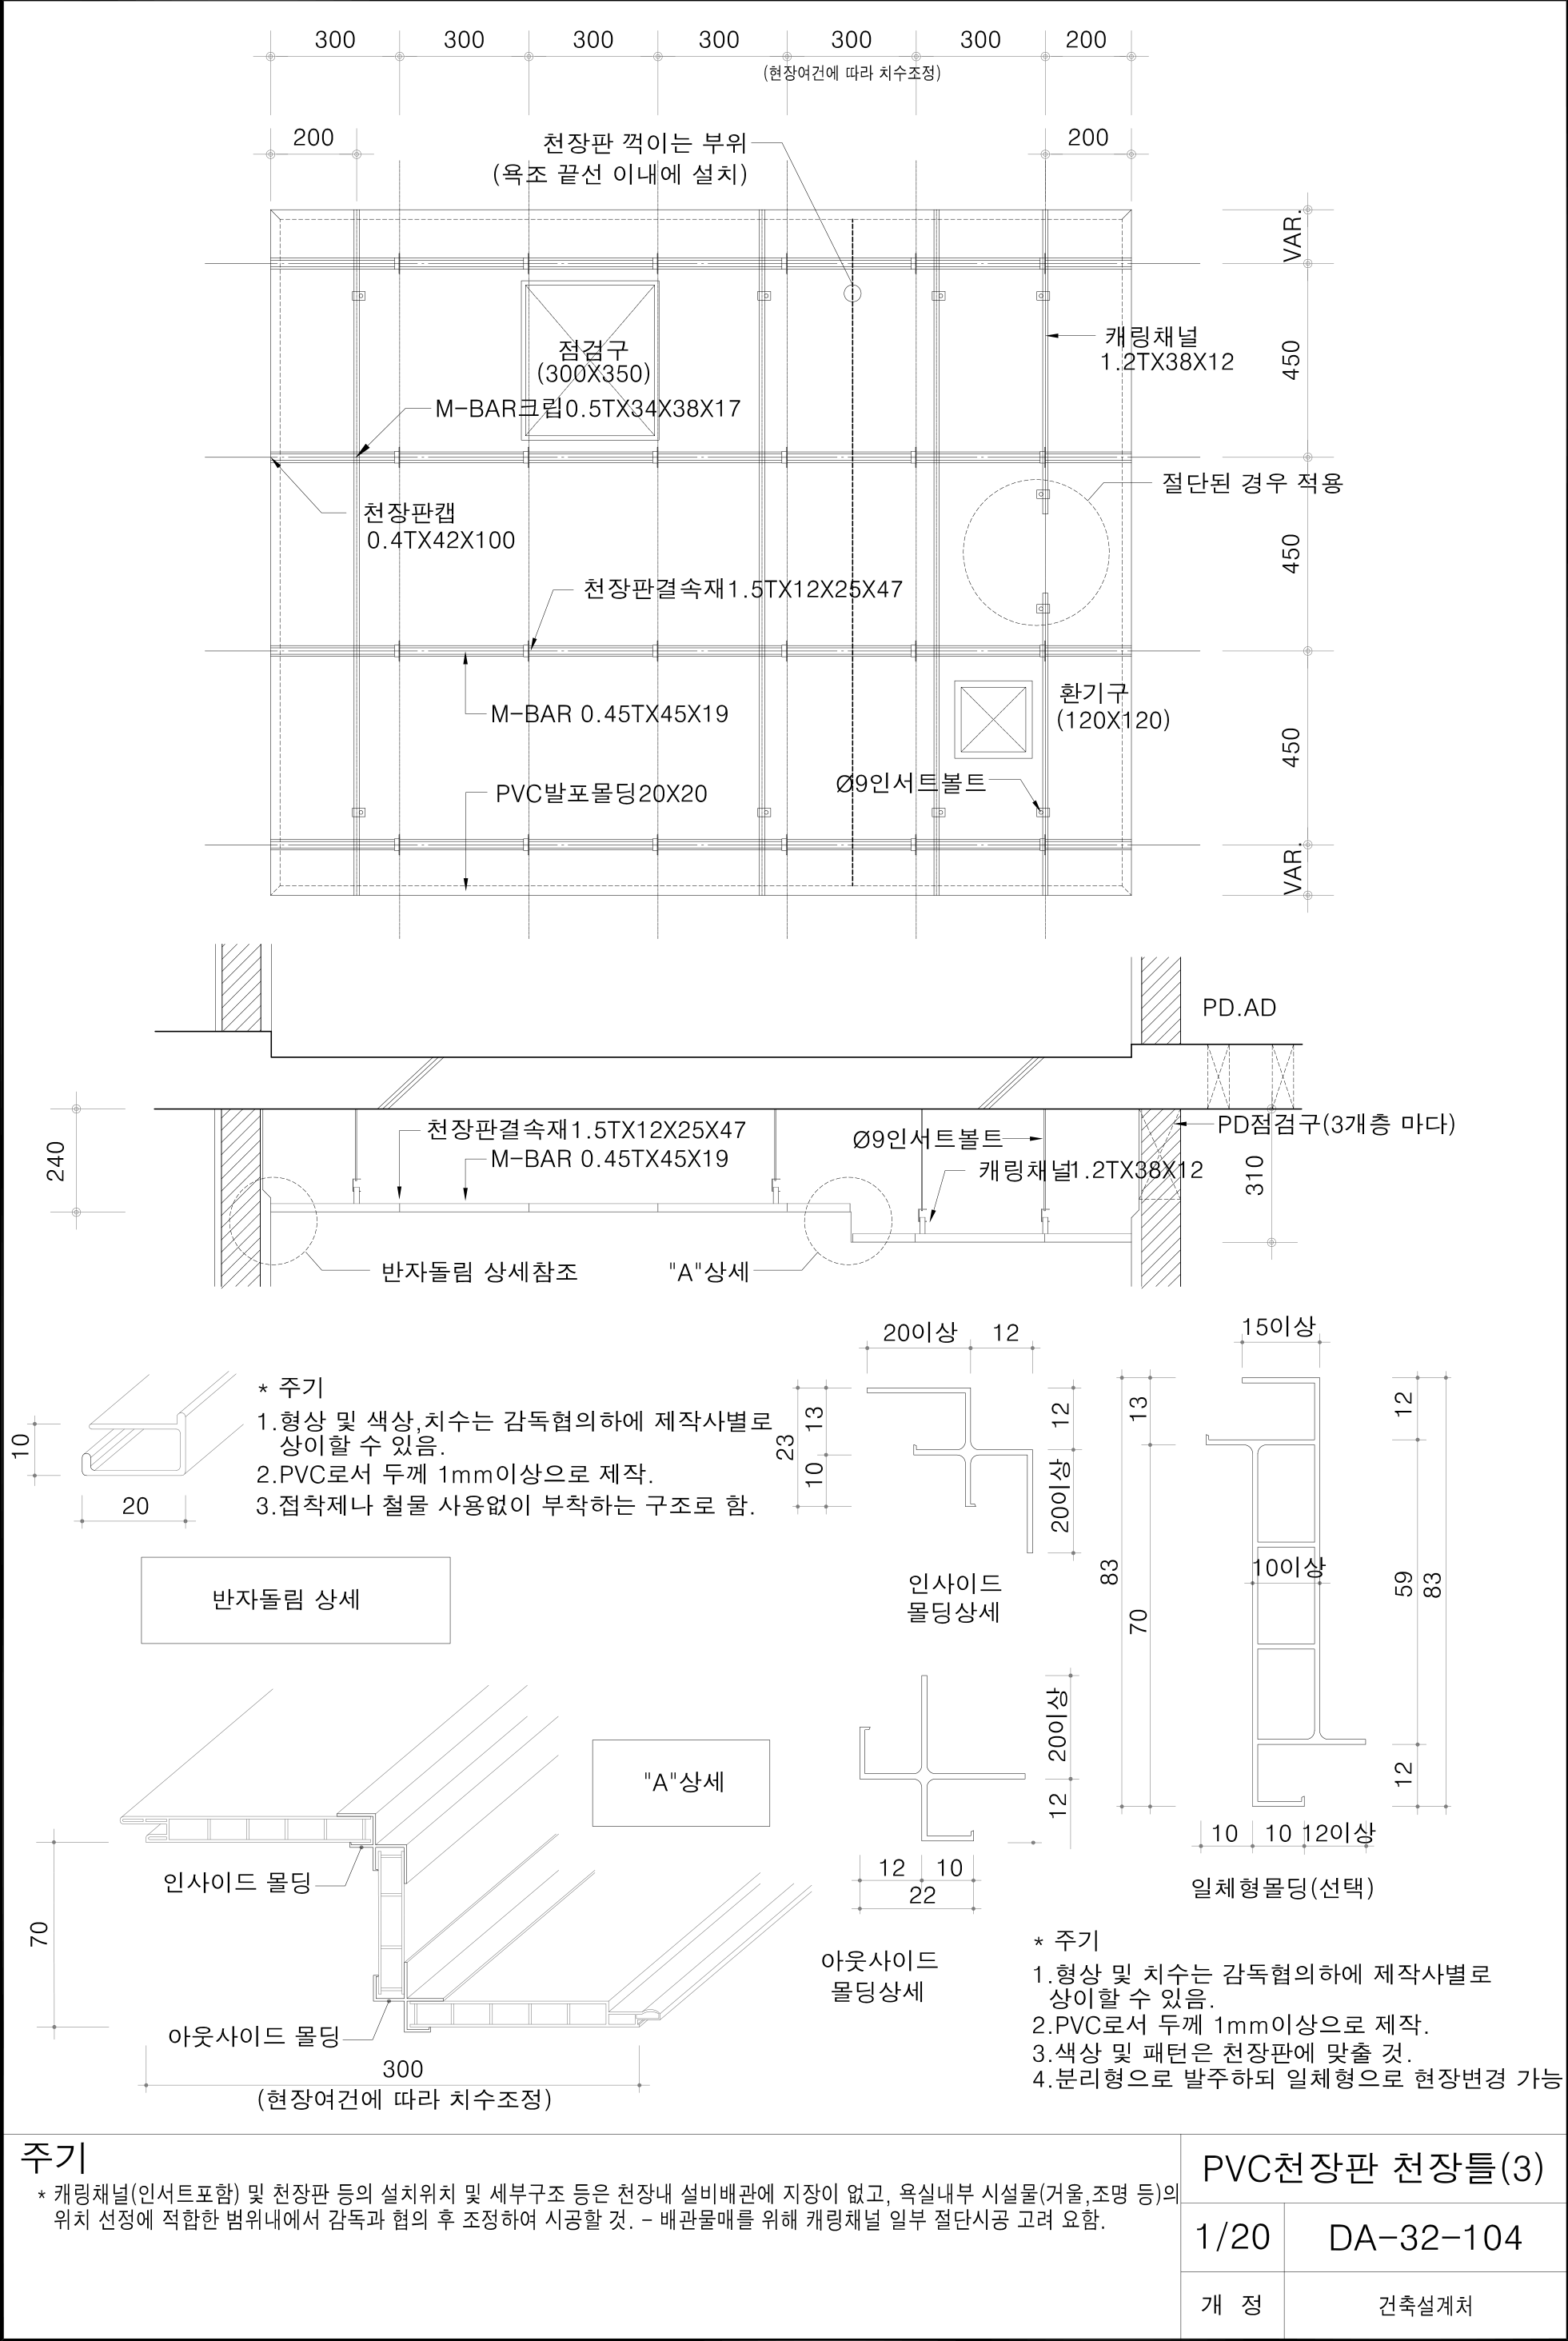 300 300 300 300 300 300 200
(현장여건에 따라 치수조정)
200 200
천장판 꺽이는 부위
(욕조 끝선 이내에 설치)
VAR.
점검구
(300X350)
캐링채널
1.2TX38X12
450
M-BAR크립0.5TX34X38X17
절단된 경우 적용
천장판캡
0.4TX42X100
450
천장판결속재1.5TX12X25X47
환기구
(120X120)
M-BAR 0.45TX45X19
450
Ø9인서트볼트
PVC발포몰딩20X20
VAR.
PD.AD
PD점검구(3개층 마다)
천장판결속재1.5TX12X25X47
Ø9인서트볼트
M-BAR 0.45TX45X19
캐링채널1.2TX38X12
240
310
반자돌림 상세참조
"A"상세
10
20
* 주기
1.형상 및 색상,치수는 감독협의하에 제작사별로
상이할 수 있음.
2.PVC로서 두께 1mm이상으로 제작.
3.접착제나 철물 사용없이 부착하는 구조로 함.
반자돌림 상세
20이상 12
23
13
10
12
20이상
인사이드
몰딩상세
15이상
83
13
70
10이상
12
59
12
83
10 10 12이상
일체형몰딩(선택)
"A"상세
20이상
12
12 10
22
아웃사이드
몰딩상세
인사이드 몰딩
70
아웃사이드 몰딩
300
(현장여건에 따라 치수조정)
* 주기
1.형상 및 치수는 감독협의하에 제작사별로
상이할 수 있음.
2.PVC로서 두께 1mm이상으로 제작.
3.색상 및 패턴은 천장판에 맞출 것.
4.분리형으로 발주하되 일체형으로 현장변경 가능
주기
* 캐링채널(인서트포함) 및 천장판 등의 설치위치 및 세부구조 등은 천장내 설비배관에 지장이 없고, 욕실내부 시설물(거울,조명 등)의
위치 선정에 적합한 범위내에서 감독과 협의 후 조정하여 시공할 것. - 배관물매를 위해 캐링채널 일부 절단시공 고려 요함.
PVC천장판 천장틀(3)
1/20 DA-32-104
개 정 건축설계처